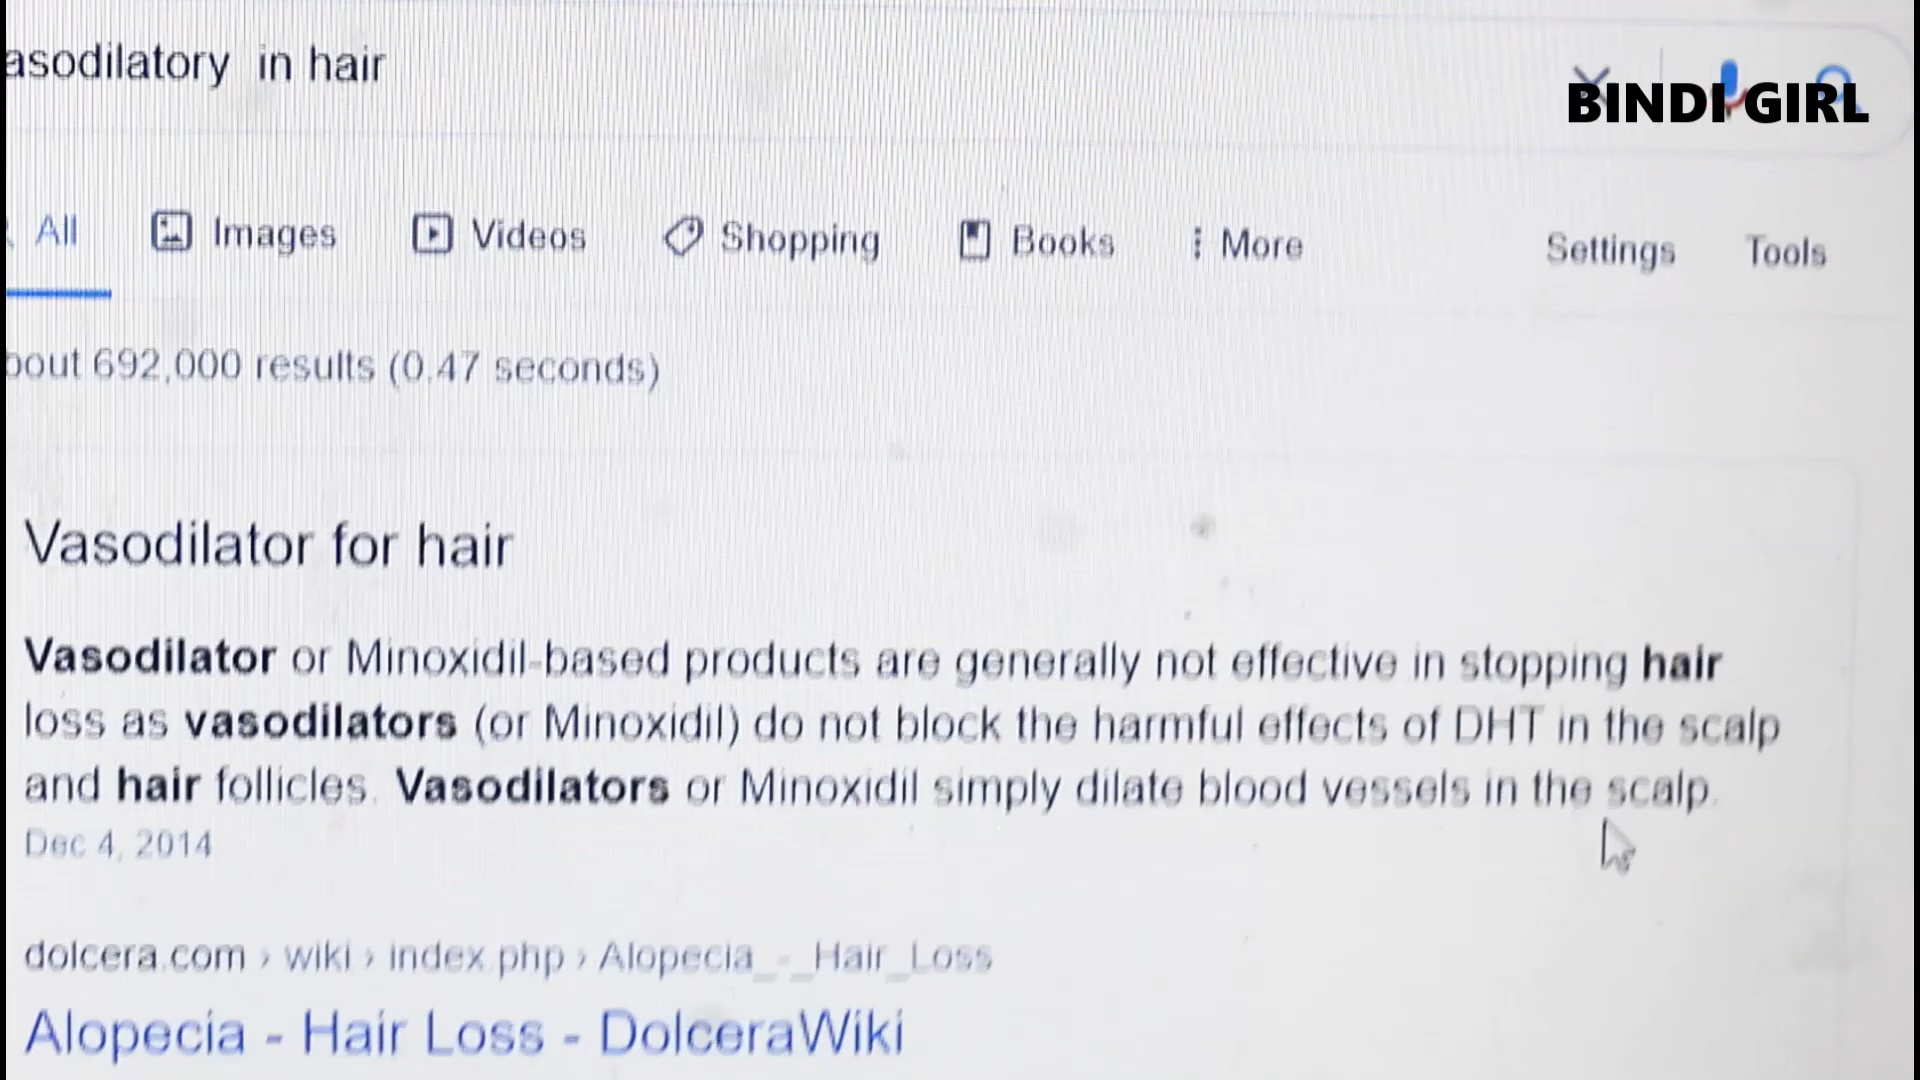 asodilatory in hair
BINDI GIRL
All Images Videos Shopping Books More Settings Tools
bout 692,000 results (0.47 seconds)
Vasodilator for hair
Vasodilator or Minoxidil-based products are generally not effective in stopping hair
loss as vasodilators (or Minoxidil) do not block the harmful effects of DHT in the scalp
and hair follicles. Vasodilators or Minoxidil simply dilate blood vessels in the scalp.
Dec 4, 2014
dolcera.com › wiki › index.php › Alopecia_-_Hair_Loss
Alopecia - Hair Loss - DolceraWiki